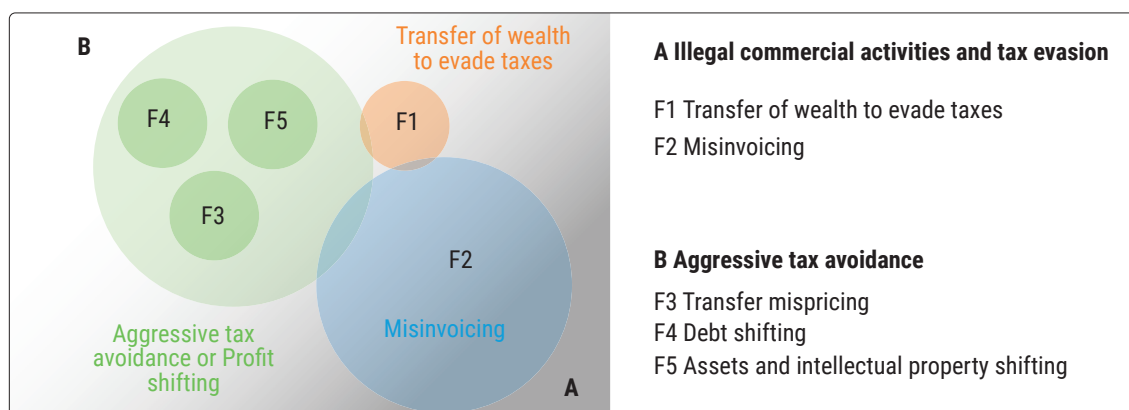 B
Transfer of wealth
to evade taxes
F4
F5
F1
F3
F2
Misinvoicing
Aggressive tax
avoidance or Profit
shifting
A
A Illegal commercial activities and tax evasion
F1 Transfer of wealth to evade taxes
F2 Misinvoicing
B Aggressive tax avoidance
F3 Transfer mispricing
F4 Debt shifting
F5 Assets and intellectual property shifting